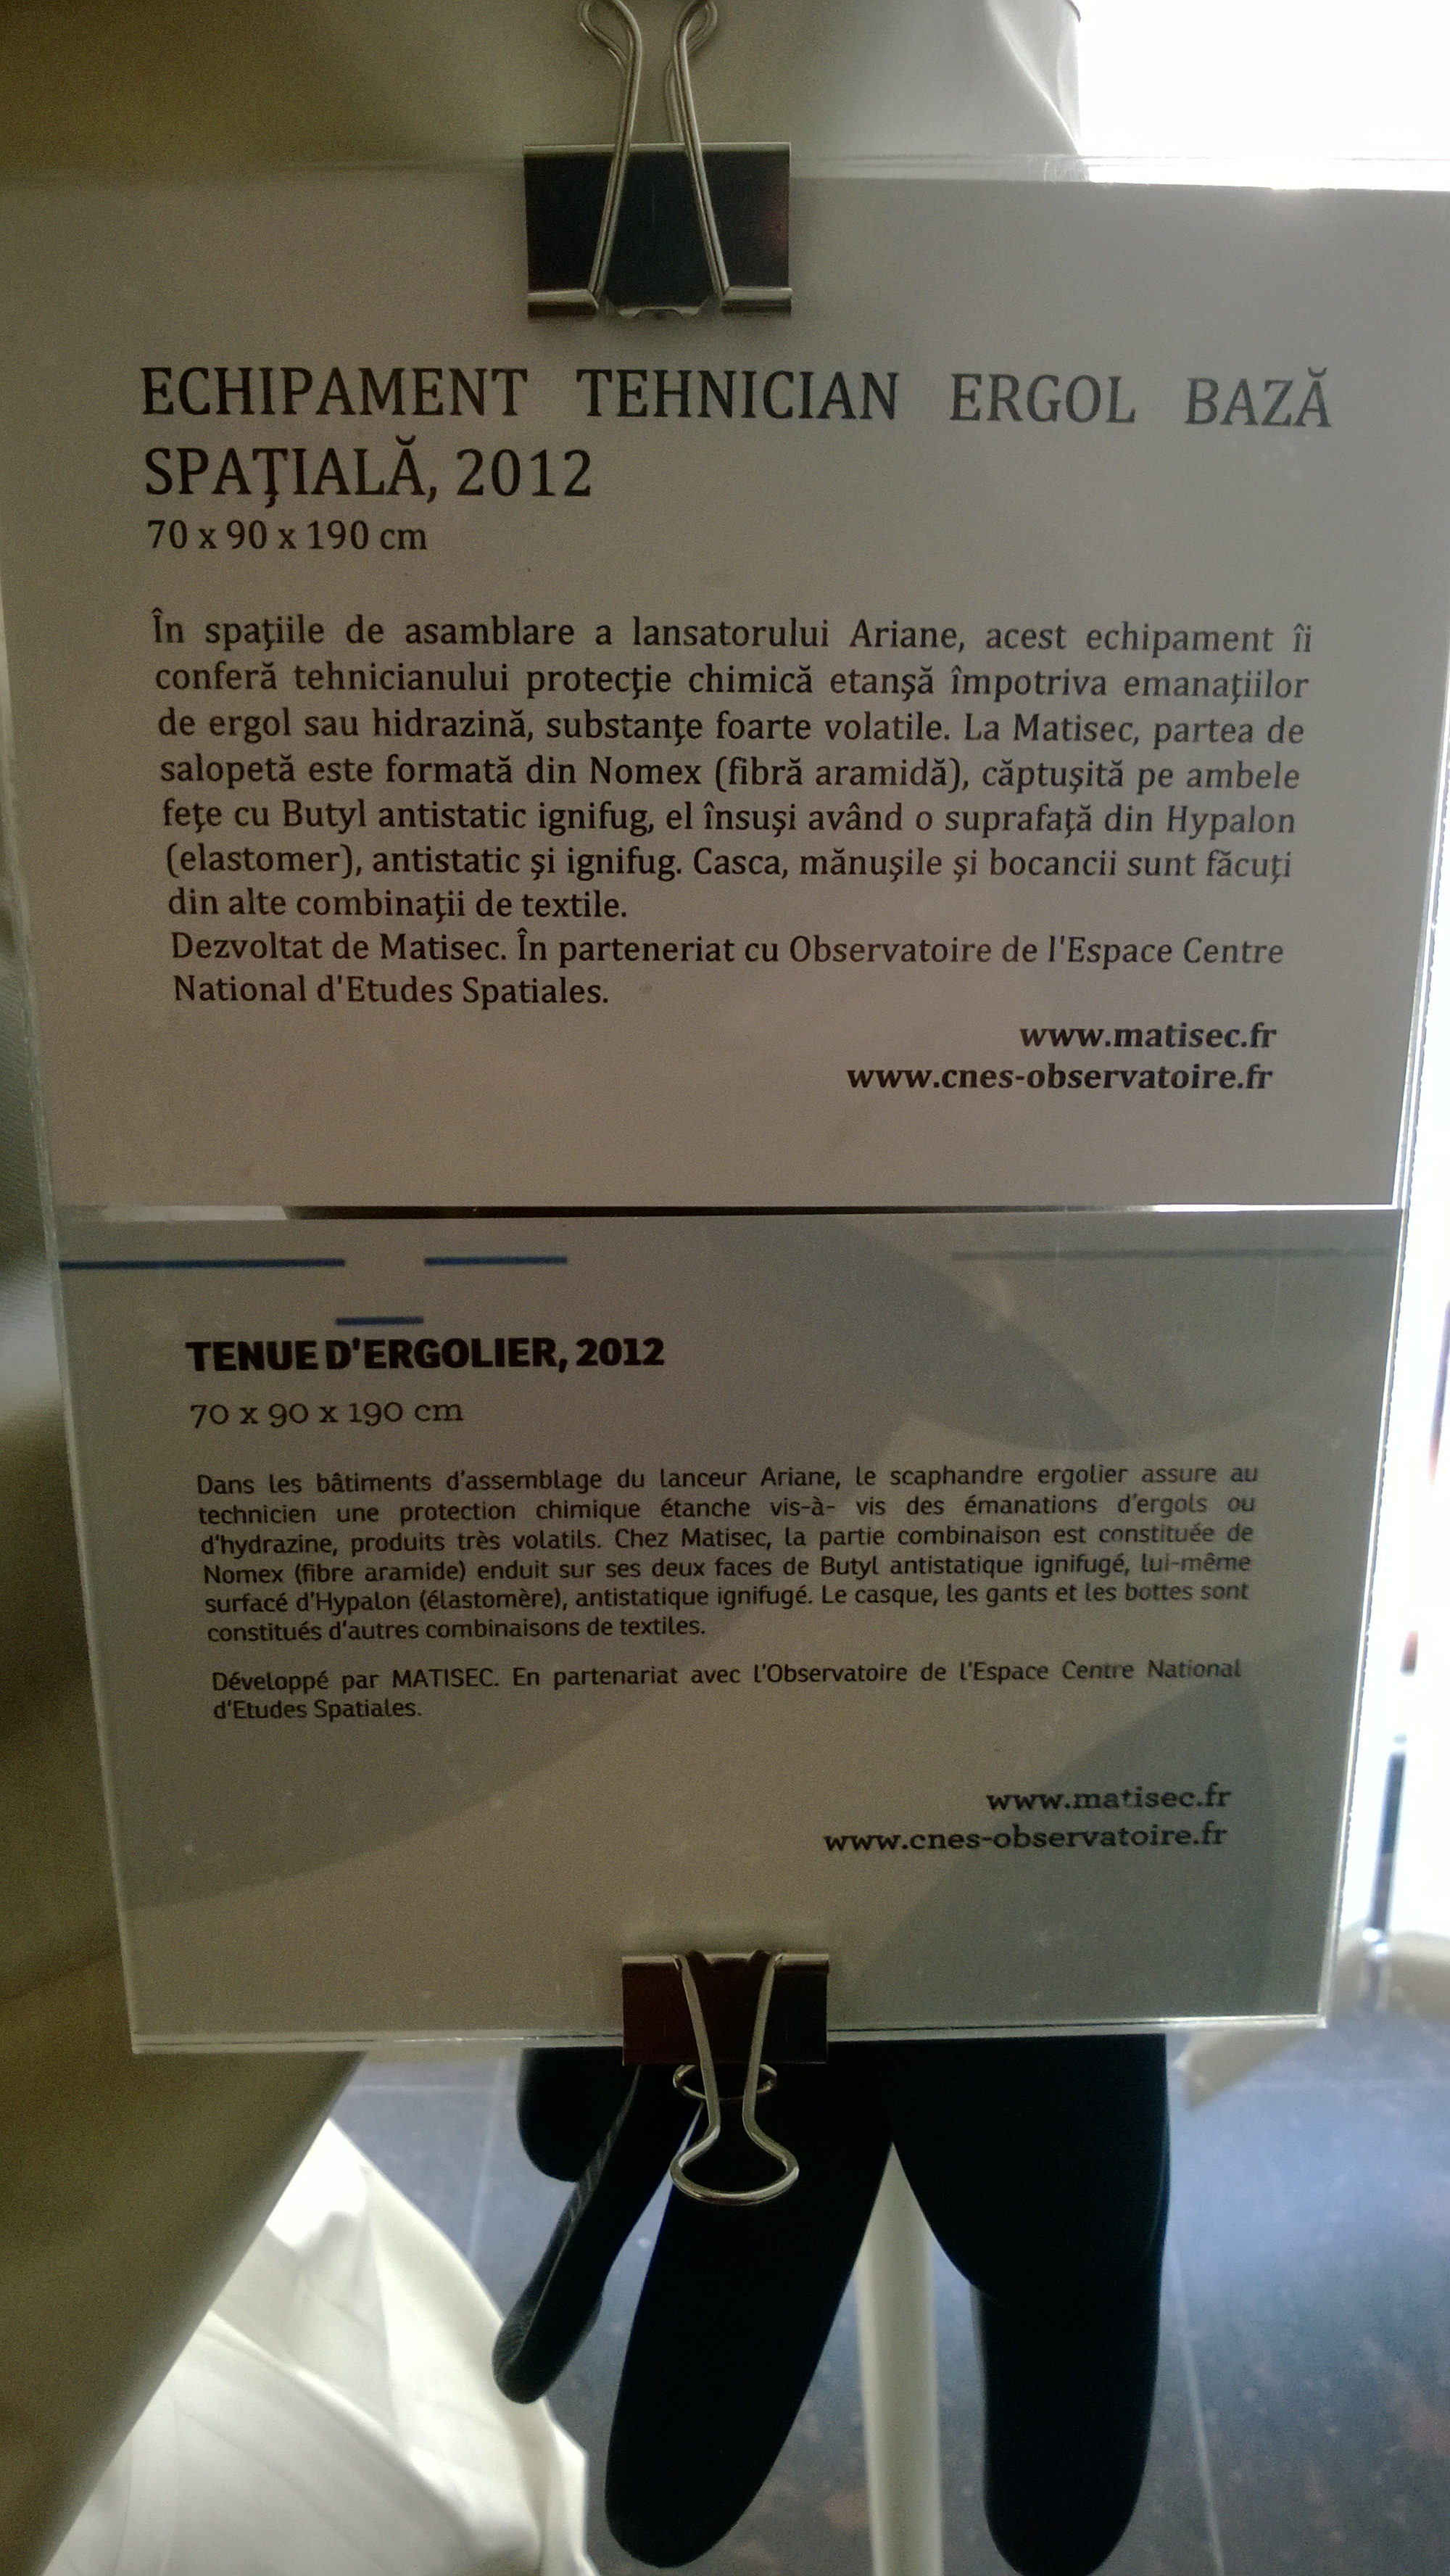 ECHIPAMENT TEHNICIAN ERGOL BAZĂ
SPAŢIALĂ, 2012
70 x 90 x 190 cm
În spaţiile de asamblare a lansatorului Ariane, acest echipament îi
conferă tehnicianului protecţie chimică etanşă împotriva emanaţiilor
de ergol sau hidrazină, substanţe foarte volatile. La Matisec, partea de
salopetă este formată din Nomex (fibră aramidă), căptuşită pe ambele
feţe cu Butyl antistatic ignifug, el însuşi având o suprafaţă din Hypalon
(elastomer), antistatic şi ignifug. Casca, mănuşile şi bocancii sunt făcuţi
din alte combinaţii de textile.
Dezvoltat de Matisec. În parteneriat cu Observatoire de l'Espace Centre
National d'Etudes Spatiales.
www.matisec.fr
www.cnes-observatoire.fr
TENUE D'ERGOLIER, 2012
70 x 90 x 190 cm
Dans les bâtiments d'assemblage du lanceur Ariane, le scaphandre ergolier assure au
technicien une protection chimique étanche vis-à- vis des émanations d'ergols ou
d'hydrazine, produits très volatils. Chez Matisec, la partie combinaison est constituée de
Nomex (fibre aramide) enduit sur ses deux faces de Butyl antistatique ignifugé, lui-même
surfacé d'Hypalon (élastomère), antistatique ignifugé. Le casque, les gants et les bottes sont
constitués d'autres combinaisons de textiles.
Développé par MATISEC. En partenariat avec l'Observatoire de l'Espace Centre National
d'Etudes Spatiales.
www.matisec.fr
www.cnes-observatoire.fr